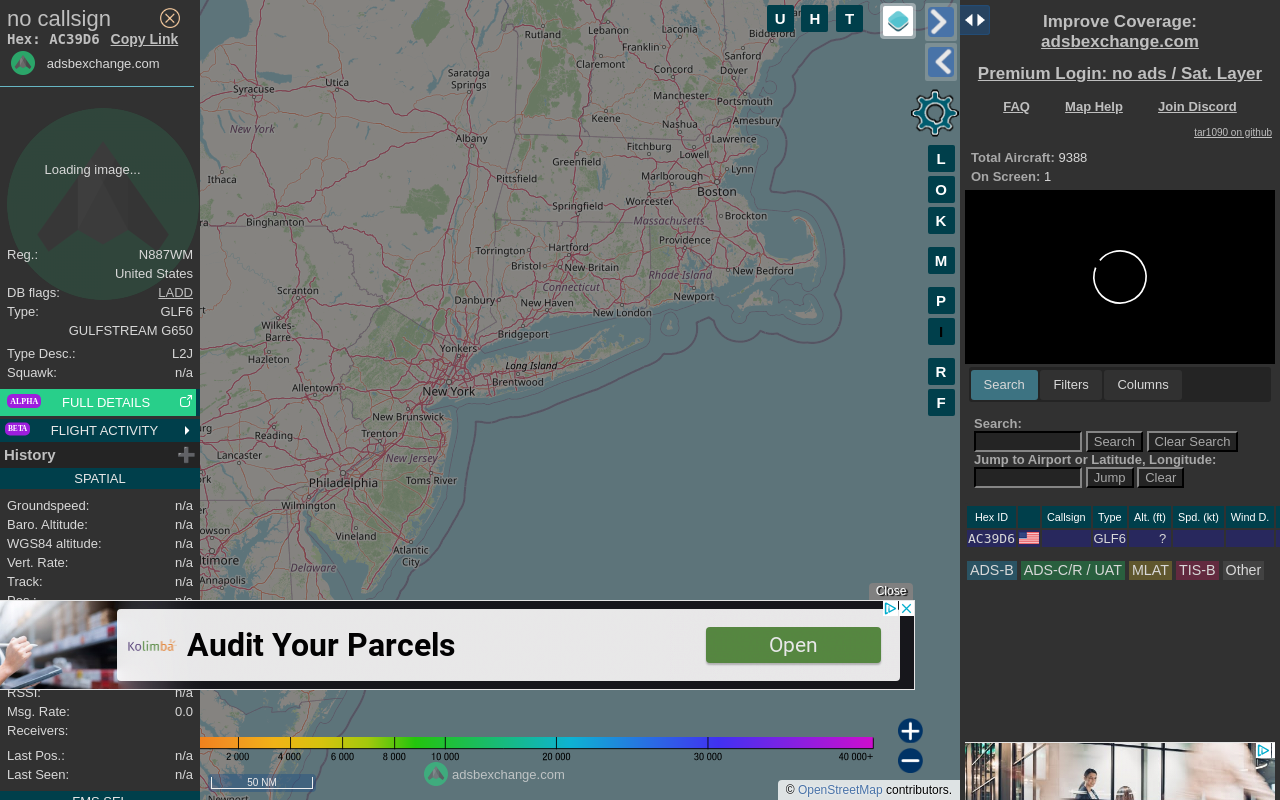 no callsign
Hex: AC39D6 Copy Link
adsbexchange.com
Loading image...
Reg.: N887WM
United States
DB flags: LADD
Type: GLF6
GULFSTREAM G650
Type Desc.: L2J
Squawk: n/a
ALPHA FULL DETAILS
BETA FLIGHT ACTIVITY
History
SPATIAL
Groundspeed: n/a
Baro. Altitude: n/a
WGS84 altitude: n/a
Vert. Rate: n/a
Track: n/a
Pos.: n/a
RSSI: n/a
Msg. Rate: 0.0
Receivers:
Last Pos.: n/a
Last Seen: n/a
FMS SEL
U H T
L
O
K
M
P
I
R
F
Rutland
Lebanon
Laconia
Biddeford
Franklin
Sanford
Claremont
Dover
Concord
Saratoga
Springs
Utica
Syracuse
Manchester
Portsmouth
Keene
Nashua
Amesbury
New York
Albany
Lawrence
Fitchburg
Lowell
Greenfield
Lynn
Ithaca
Pittsfield
Marlborough
Boston
Worcester
Springfield
Binghamton
Massachusetts
Brockton
Torrington
Hartford
Providence
Bristol
New Britain
Rhode Island
New Bedford
Connecticut
Scranton
Danbury
New Haven
Newport
New London
Wilkes-
Barre
Bridgeport
Hazleton
Yonkers
Long Island
Allentown
New York
Brentwood
New Brunswick
Reading
Trenton
Lancaster
New Jersey
Philadelphia
Toms River
Wilmington
Vineland
Atlantic
City
Annapolis
Delaware
Close
Kolimba
Audit Your Parcels
Open
2 000 4 000 6 000 8 000 10 000 20 000 30 000 40 000+
adsbexchange.com
50 NM
© OpenStreetMap contributors.
Improve Coverage:
adsbexchange.com
Premium Login: no ads / Sat. Layer
FAQ Map Help Join Discord
tar1090 on github
Total Aircraft: 9388
On Screen: 1
Search Filters Columns
Search:
Search Clear Search
Jump to Airport or Latitude, Longitude:
Jump Clear
Hex ID Callsign Type Alt. (ft) Spd. (kt) Wind D.
AC39D6 GLF6 ?
ADS-B ADS-C/R / UAT MLAT TIS-B Other